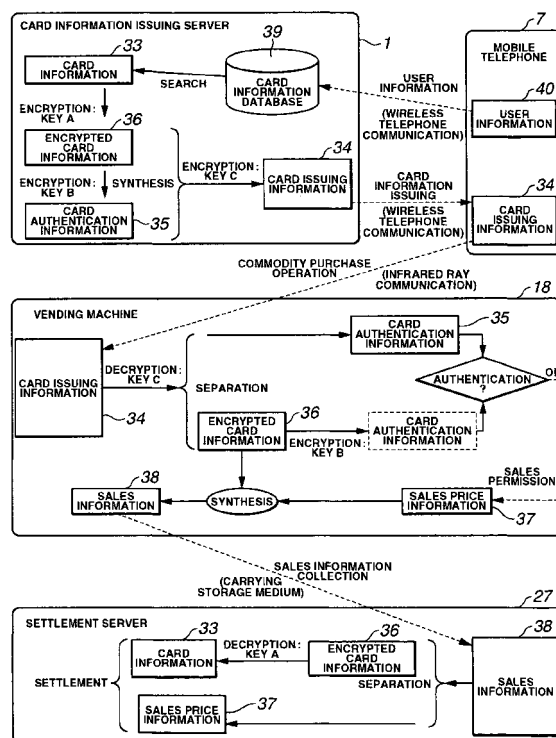 CARD INFORMATION ISSUING SERVER
1
33
CARD
INFORMATION
SEARCH
39
CARD
INFORMATION
DATABASE
ENCRYPTION:
KEY A
36
ENCRYPTED
CARD
INFORMATION
ENCRYPTION:
KEY B
SYNTHESIS
CARD
AUTHENTICATION
INFORMATION
35
ENCRYPTION:
KEY C
34
CARD ISSUING
INFORMATION
USER
INFORMATION
(WIRELESS
TELEPHONE
COMMUNICATION)
CARD
INFORMATION
ISSUING
(WIRELESS
TELEPHONE
COMMUNICATION)
7
MOBILE
TELEPHONE
40
USER
INFORMATION
34
CARD
ISSUING
INFORMATION
COMMODITY PURCHASE
OPERATION
(INFRARED RAY
COMMUNICATION)
18
VENDING MACHINE
CARD ISSUING
INFORMATION
34
DECRYPTION:
KEY C
SEPARATION
CARD
AUTHENTICATION
INFORMATION
35
AUTHENTICATION
?
ENCRYPTED
CARD
INFORMATION
36
ENCRYPTION:
KEY B
CARD
AUTHENTICATION
INFORMATION
38
SALES
INFORMATION
SYNTHESIS
SALES PRICE
INFORMATION
37
SALES
PERMISSION
SALES INFORMATION
COLLECTION
(CARRYING
STORAGE MEDIUM)
27
SETTLEMENT SERVER
33
CARD
INFORMATION
DECRYPTION:
KEY A
36
ENCRYPTED
CARD
INFORMATION
SETTLEMENT
SEPARATION
37
SALES PRICE
INFORMATION
38
SALES
INFORMATION